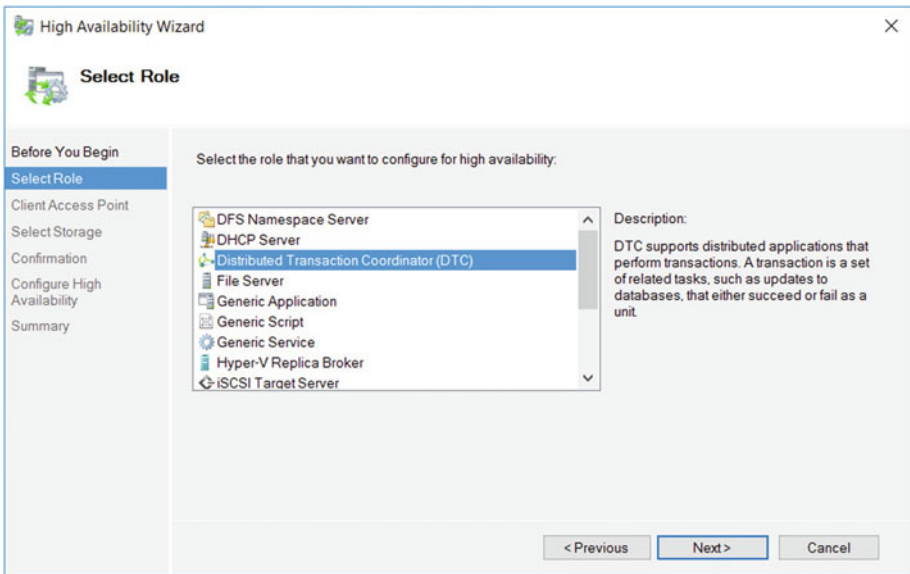 High Availability Wizard
Select Role
Before You Begin
Select Role
Client Access Point
Select Storage
Confirmation
Configure High
Availability
Summary
Select the role that you want to configure for high availability:
DFS Namespace Server
DHCP Server
Distributed Transaction Coordinator (DTC)
File Server
Generic Application
Generic Script
Generic Service
Hyper-V Replica Broker
iSCSI Target Server
Description:
DTC supports distributed applications that
perform transactions. A transaction is a set
of related tasks, such as updates to
databases, that either succeed or fail as a
unit.
< Previous
Next >
Cancel